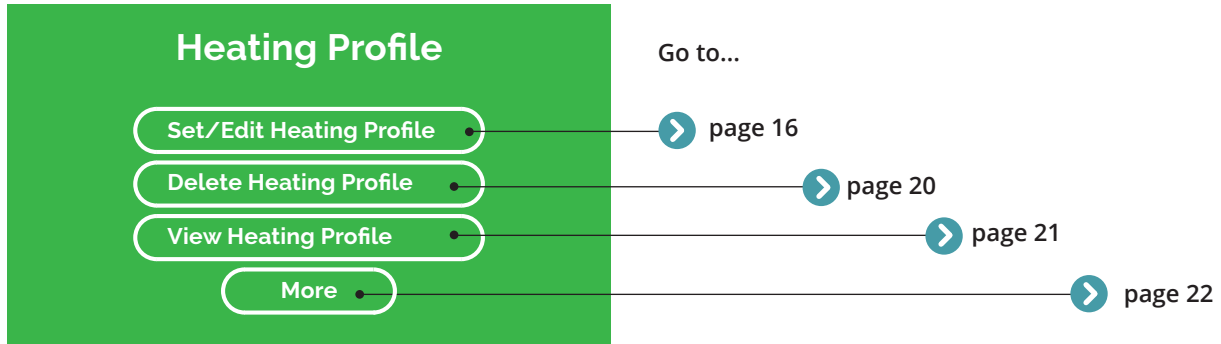 Heating Profile
Go to...
Set/Edit Heating Profile
page 16
Delete Heating Profile
page 20
View Heating Profile
page 21
More
page 22